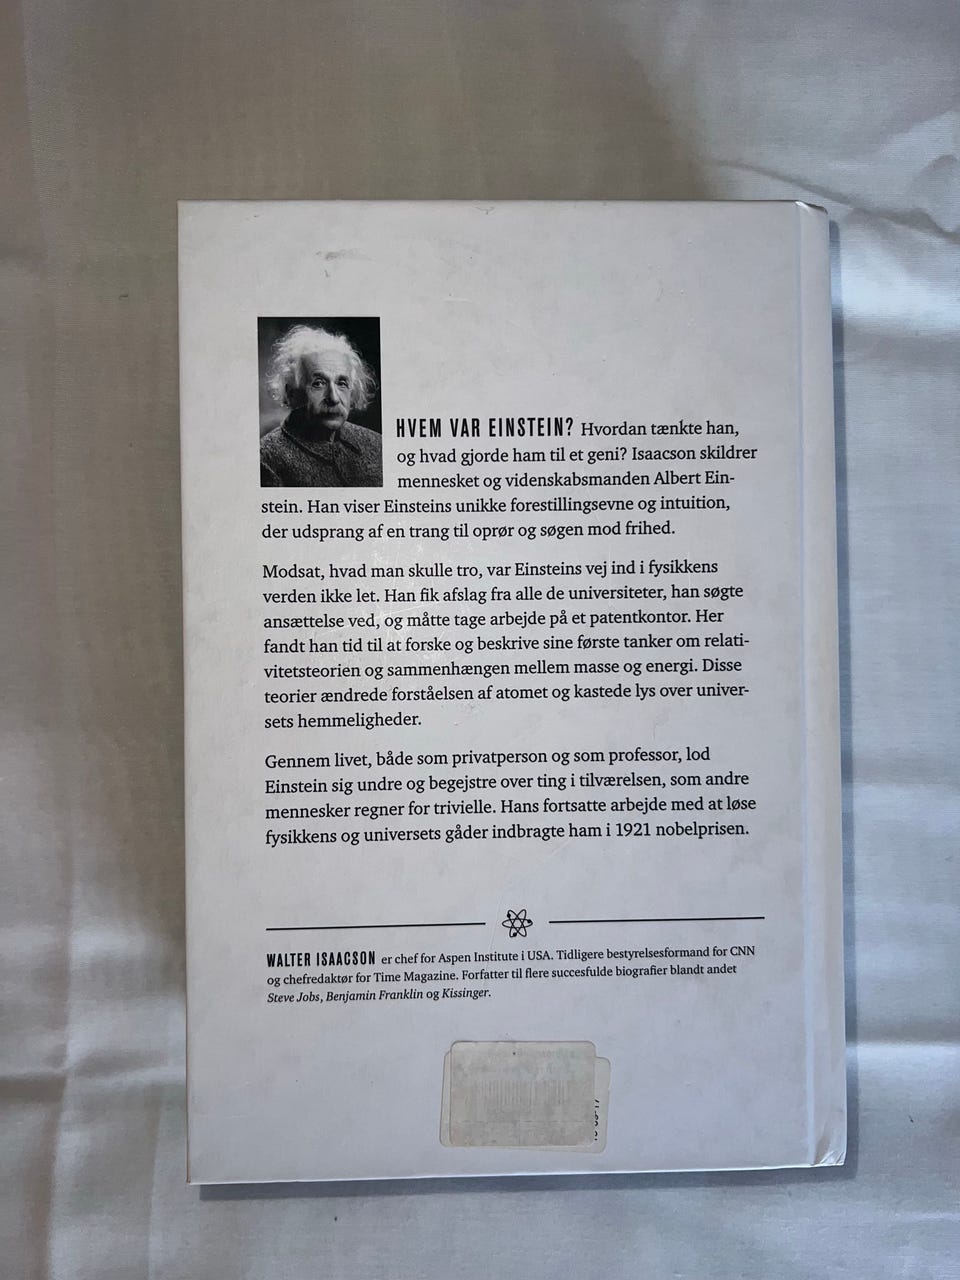 HVEM VAR EINSTEIN? Hvordan tænkte han,
og hvad gjorde ham til et geni? Isaacson skildrer
mennesket og videnskabsmanden Albert Ein-
stein. Han viser Einsteins unikke forestillingsevne og intuition,
der udsprang af en trang til oprør og søgen mod frihed.
Modsat, hvad man skulle tro, var Einsteins vej ind i fysikkens
verden ikke let. Han fik afslag fra alle de universiteter, han søgte
ansættelse ved, og måtte tage arbejde på et patentkontor. Her
fandt han tid til at forske og beskrive sine første tanker om relati-
vitetsteorien og sammenhængen mellem masse og energi. Disse
teorier ændrede forståelsen af atomet og kastede lys over univer-
sets hemmeligheder.
Gennem livet, både som privatperson og som professor, lod
Einstein sig undre og begejstre over ting i tilværelsen, som andre
mennesker regner for trivielle. Hans fortsatte arbejde med at løse
fysikkens og universets gåder indbragte ham i 1921 nobelprisen.
WALTER ISAACSON er chef for Aspen Institute i USA. Tidligere bestyrelsesformand for CNN
og chefredaktør for Time Magazine. Forfatter til flere succesfulde biografier blandt andet
Steve Jobs, Benjamin Franklin og Kissinger.